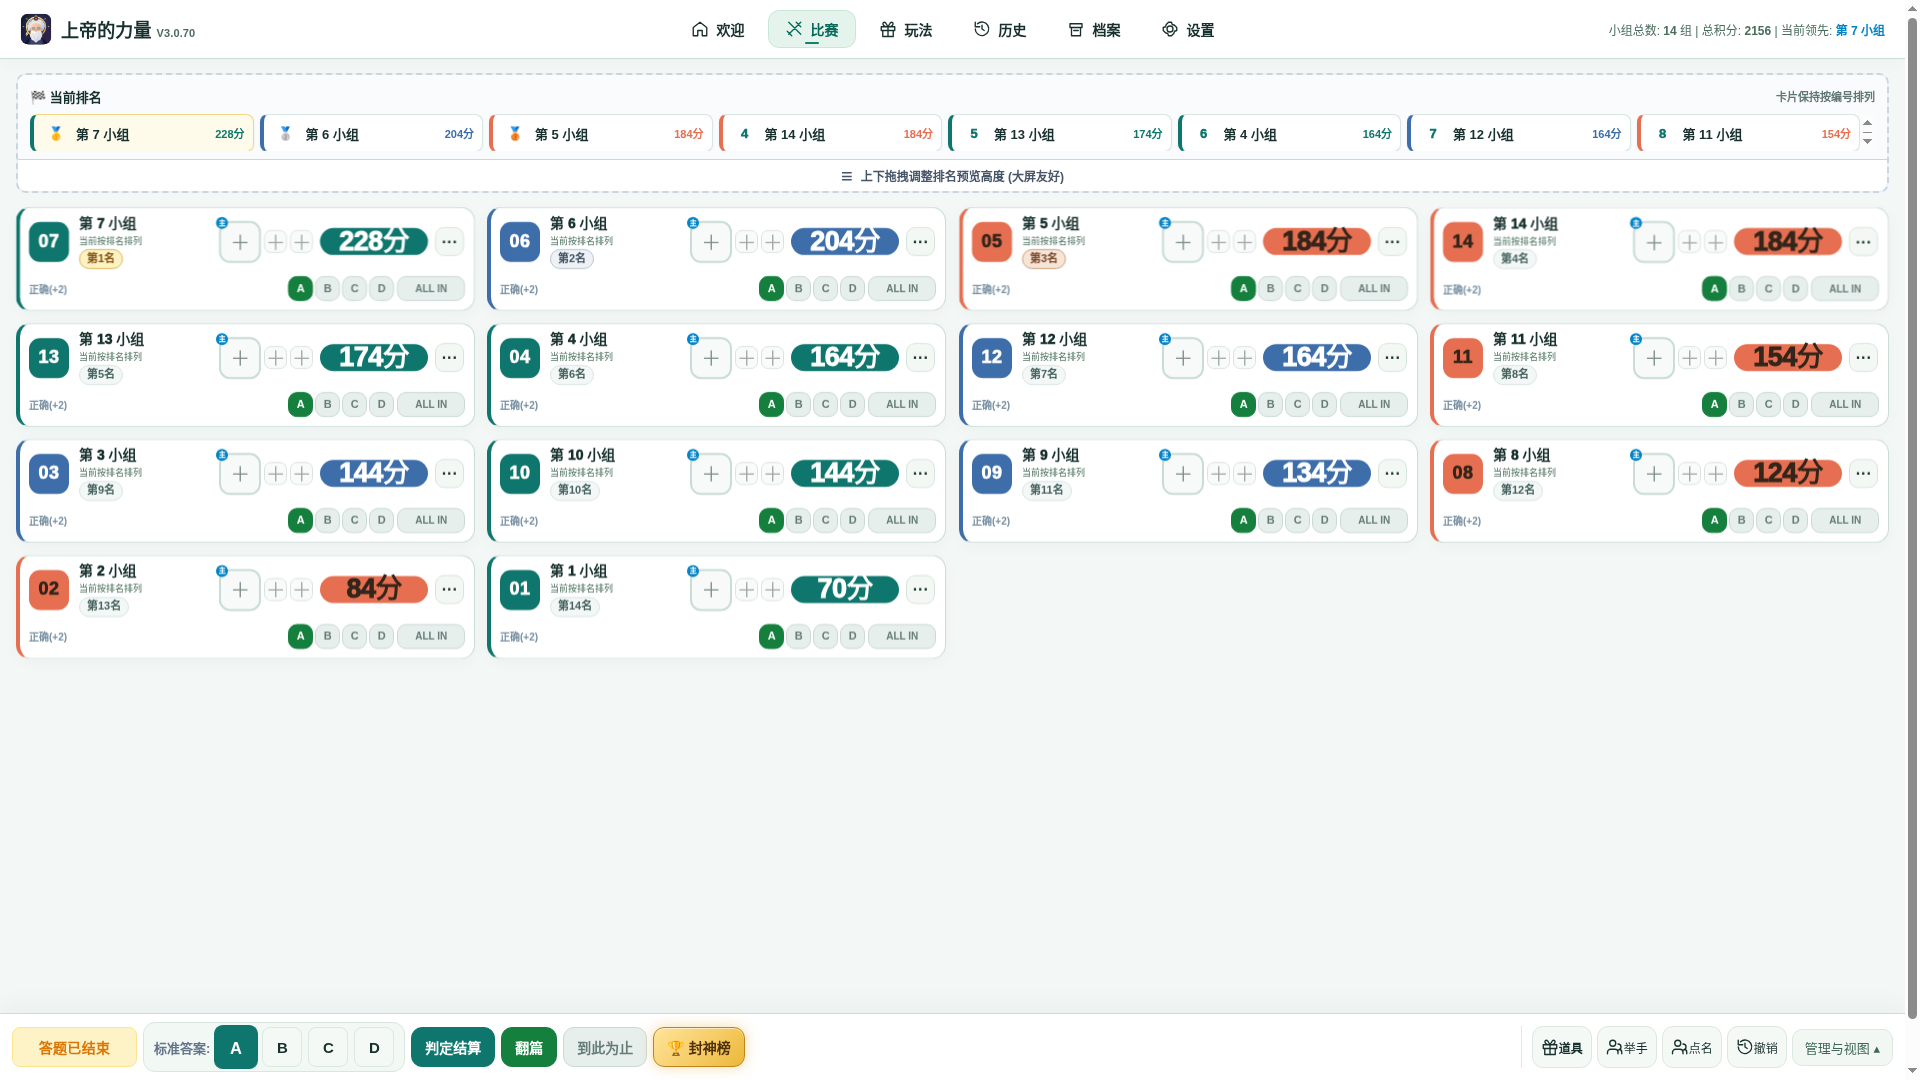 上帝的力量 V3.0.70
欢迎
比赛
玩法
历史
档案
设置
小组总数: 14 组 | 总积分: 2156 | 当前领先: 第 7 小组
当前排名
卡片保持按编号排列
第 7 小组 228分
第 6 小组 204分
第 5 小组 184分
4 第 14 小组 184分
5 第 13 小组 174分
6 第 4 小组 164分
7 第 12 小组 164分
8 第 11 小组 154分
上下拖拽调整排名预览高度 (大屏友好)
07 第 7 小组 当前按排名排列 第1名 主 228分 ...
正确(+2) A B C D ALL IN
06 第 6 小组 当前按排名排列 第2名 主 204分 ...
正确(+2) A B C D ALL IN
05 第 5 小组 当前按排名排列 第3名 主 184分 ...
正确(+2) A B C D ALL IN
14 第 14 小组 当前按排名排列 第4名 主 184分 ...
正确(+2) A B C D ALL IN
13 第 13 小组 当前按排名排列 第5名 主 174分 ...
正确(+2) A B C D ALL IN
04 第 4 小组 当前按排名排列 第6名 主 164分 ...
正确(+2) A B C D ALL IN
12 第 12 小组 当前按排名排列 第7名 主 164分 ...
正确(+2) A B C D ALL IN
11 第 11 小组 当前按排名排列 第8名 主 154分 ...
正确(+2) A B C D ALL IN
03 第 3 小组 当前按排名排列 第9名 主 144分 ...
正确(+2) A B C D ALL IN
10 第 10 小组 当前按排名排列 第10名 主 144分 ...
正确(+2) A B C D ALL IN
09 第 9 小组 当前按排名排列 第11名 主 134分 ...
正确(+2) A B C D ALL IN
08 第 8 小组 当前按排名排列 第12名 主 124分 ...
正确(+2) A B C D ALL IN
02 第 2 小组 当前按排名排列 第13名 主 84分 ...
正确(+2) A B C D ALL IN
01 第 1 小组 当前按排名排列 第14名 主 70分 ...
正确(+2) A B C D ALL IN
答题已结束
标准答案: A B C D
判定结算
翻篇
到此为止
封神榜
道具
举手
点名
撤销
管理与视图 ▴